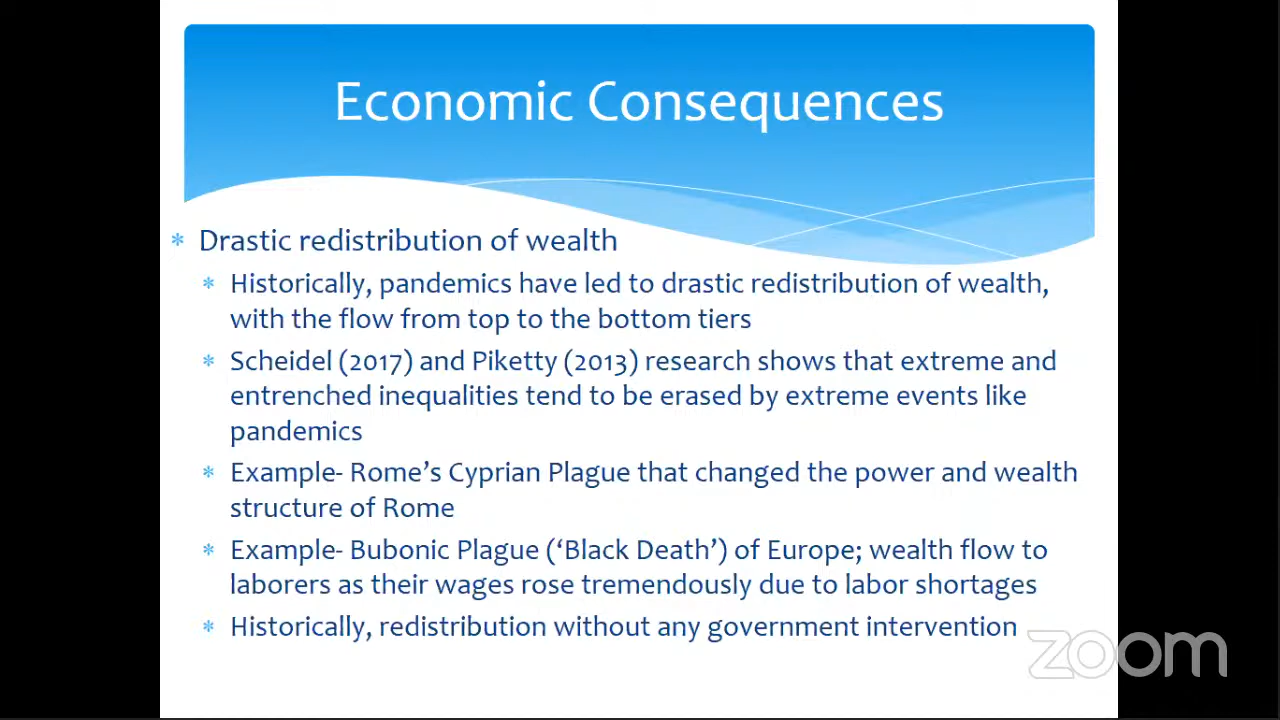 Economic Consequences
* Drastic redistribution of wealth
* Historically, pandemics have led to drastic redistribution of wealth,
with the flow from top to the bottom tiers
* Scheidel (2017) and Piketty (2013) research shows that extreme and
entrenched inequalities tend to be erased by extreme events like
pandemics
* Example- Rome’s Cyprian Plague that changed the power and wealth
structure of Rome
* Example- Bubonic Plague (‘Black Death’) of Europe; wealth flow to
laborers as their wages rose tremendously due to labor shortages
* Historically, redistribution without any government intervention
zoom